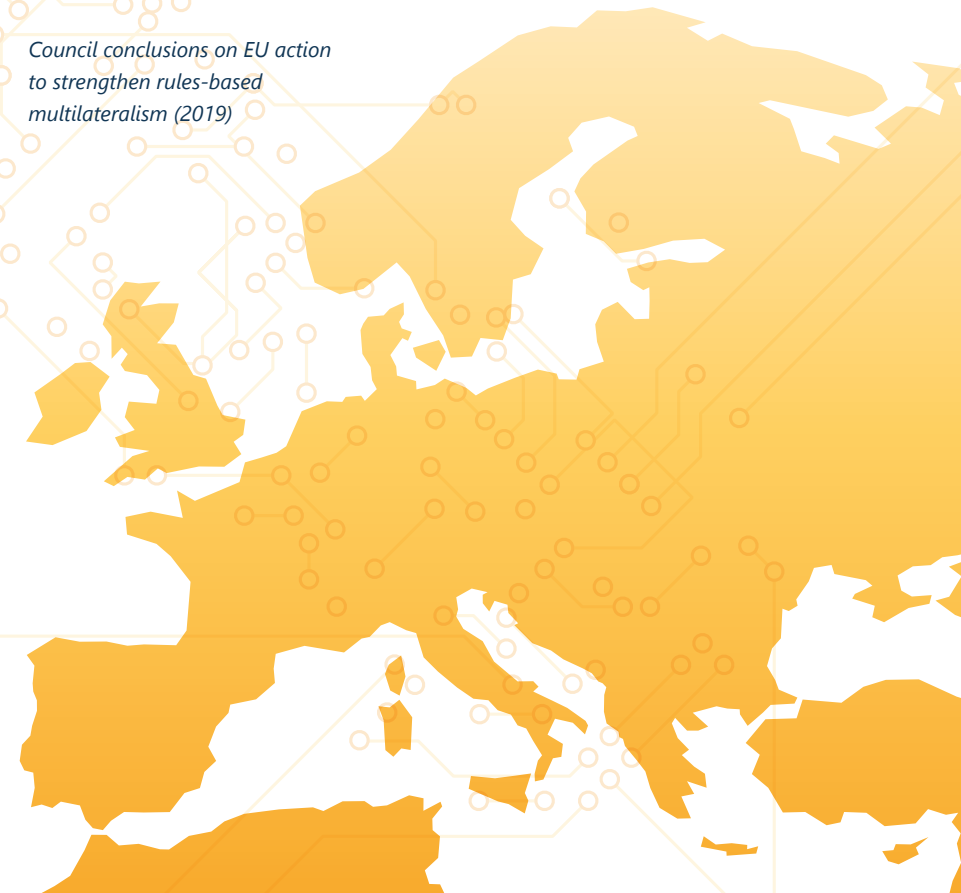 Council conclusions on EU action
to strengthen rules-based
multilateralism (2019)